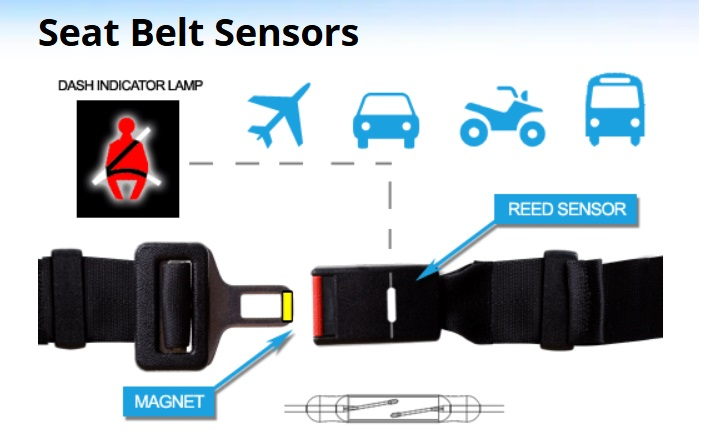 Seat Belt Sensors
DASH INDICATOR LAMP
REED SENSOR
MAGNET